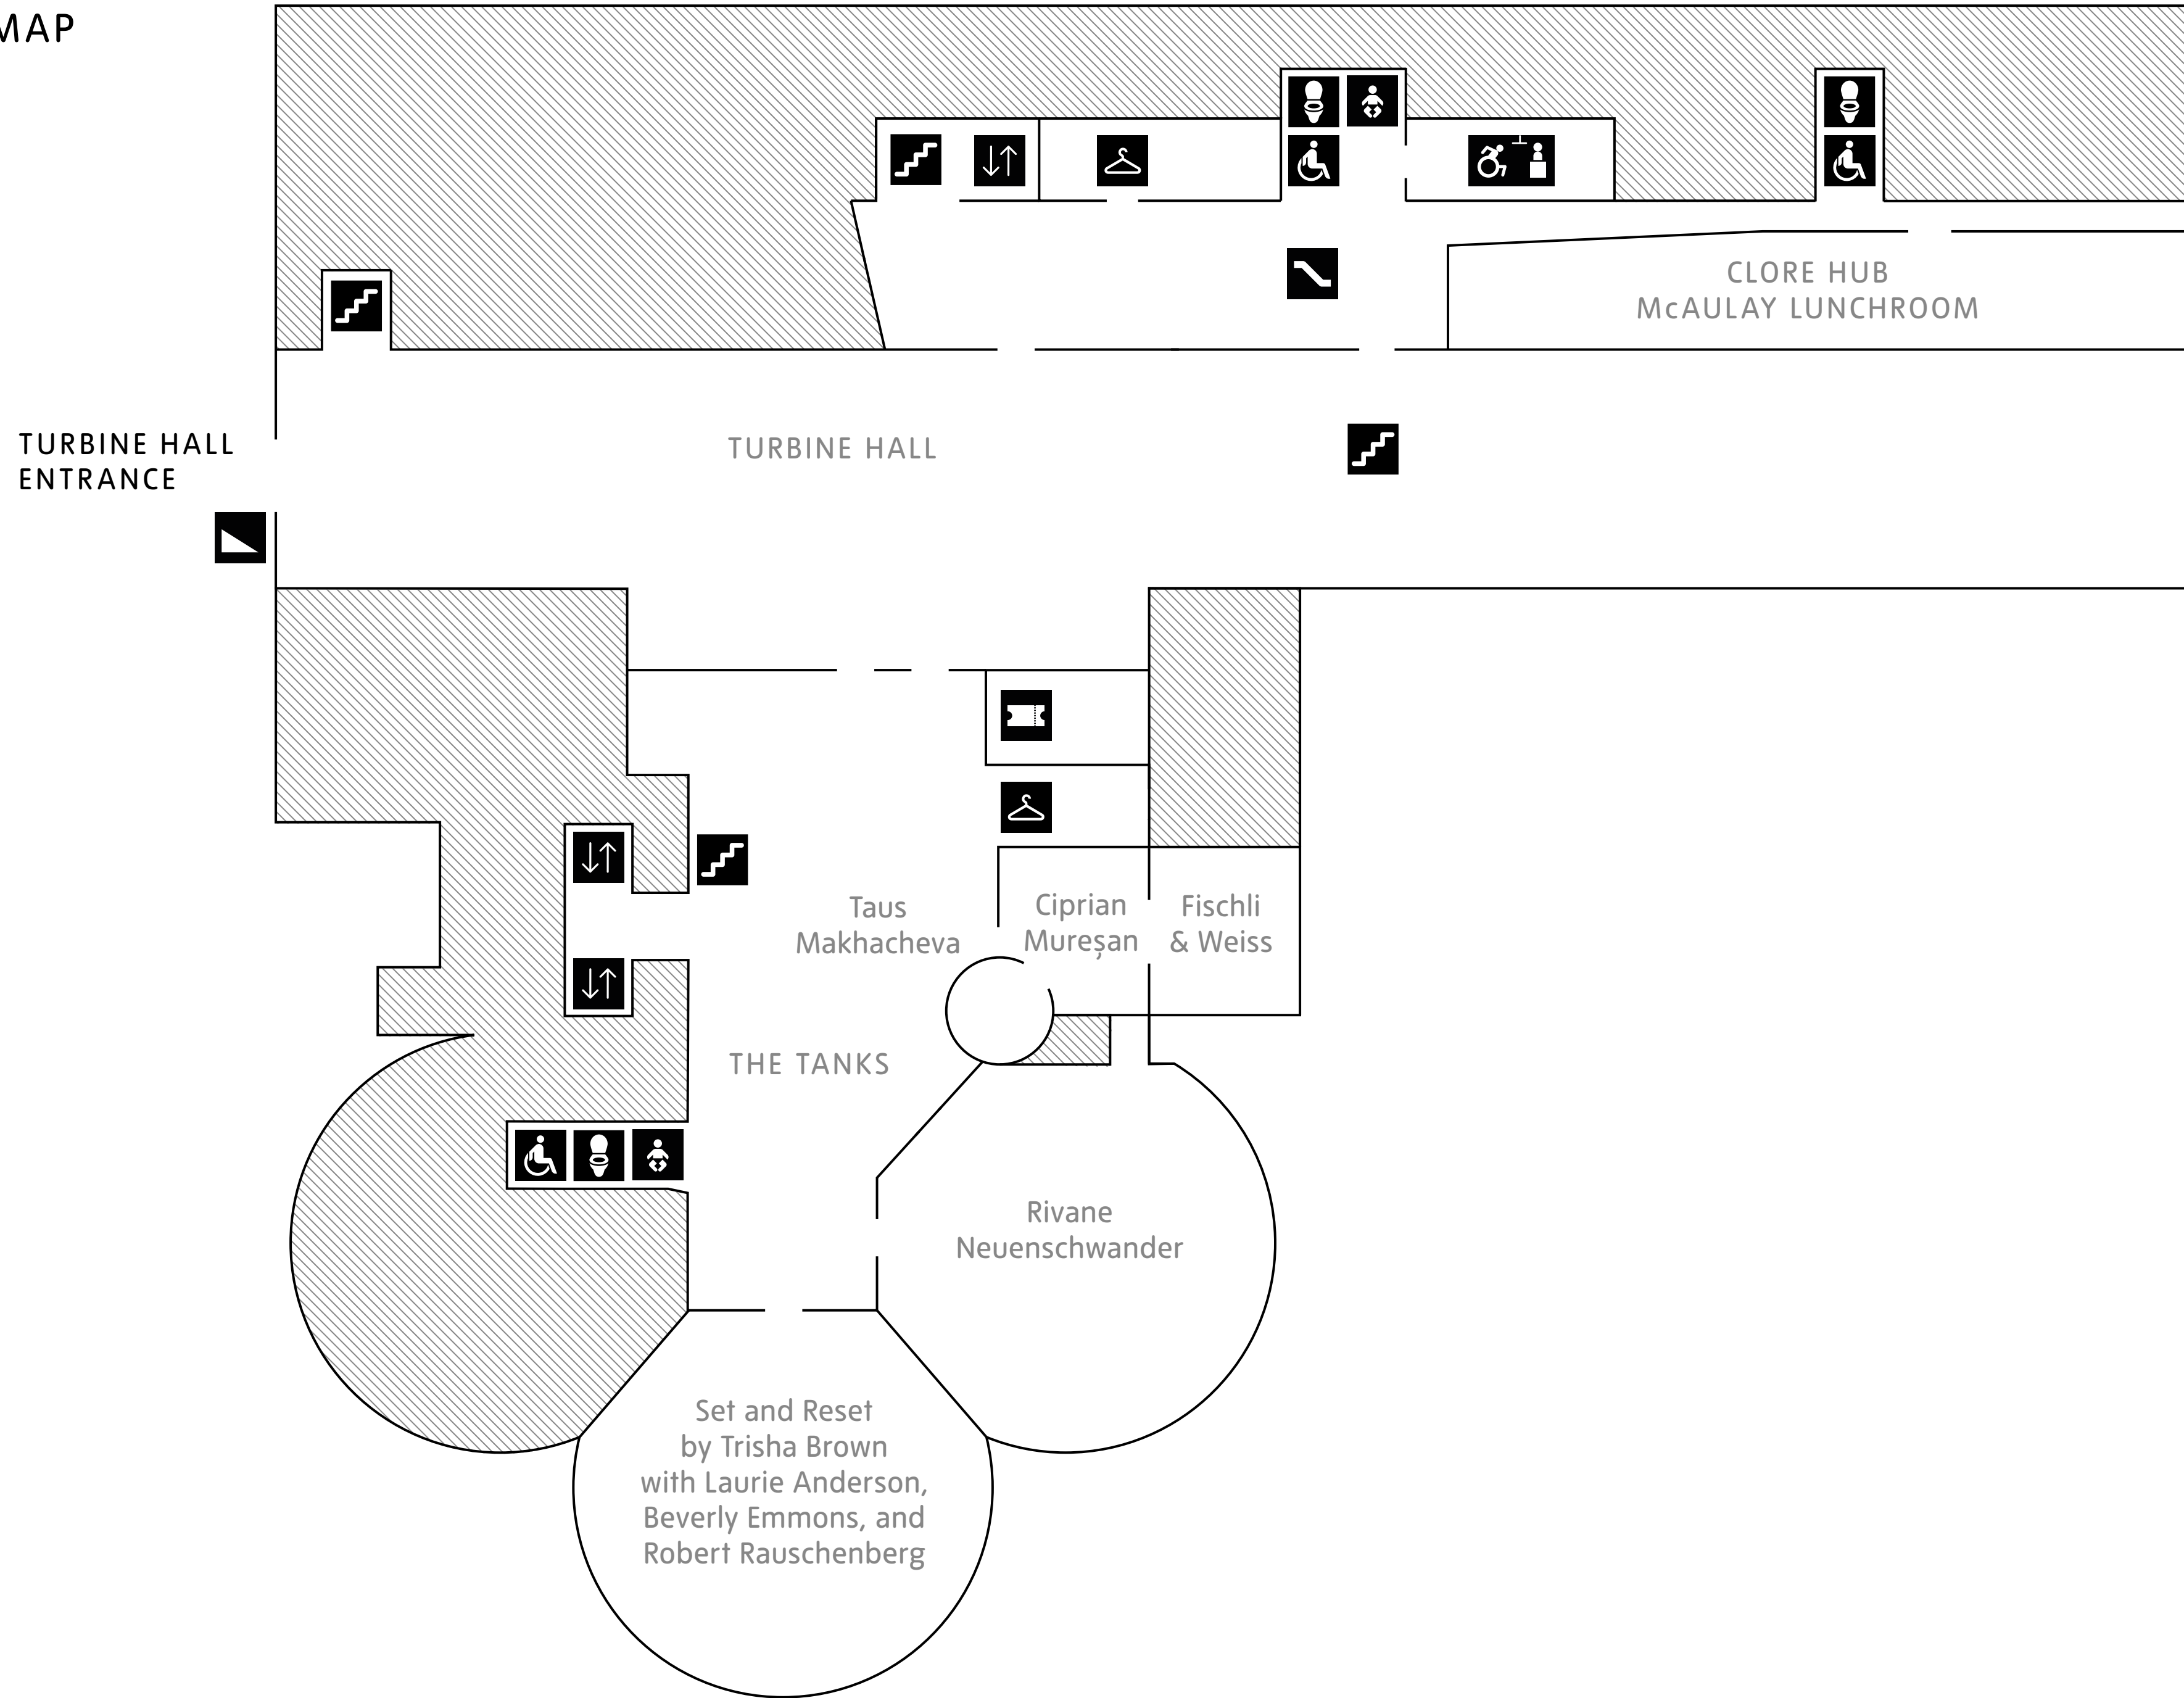 MAP
CLORE HUB
McAULAY LUNCHROOM
TURBINE HALL
ENTRANCE
TURBINE HALL
Taus
Makhacheva
Ciprian
Mureșan
Fischli
& Weiss
THE TANKS
Rivane
Neuenschwander
Set and Reset
by Trisha Brown
with Laurie Anderson,
Beverly Emmons, and
Robert Rauschenberg